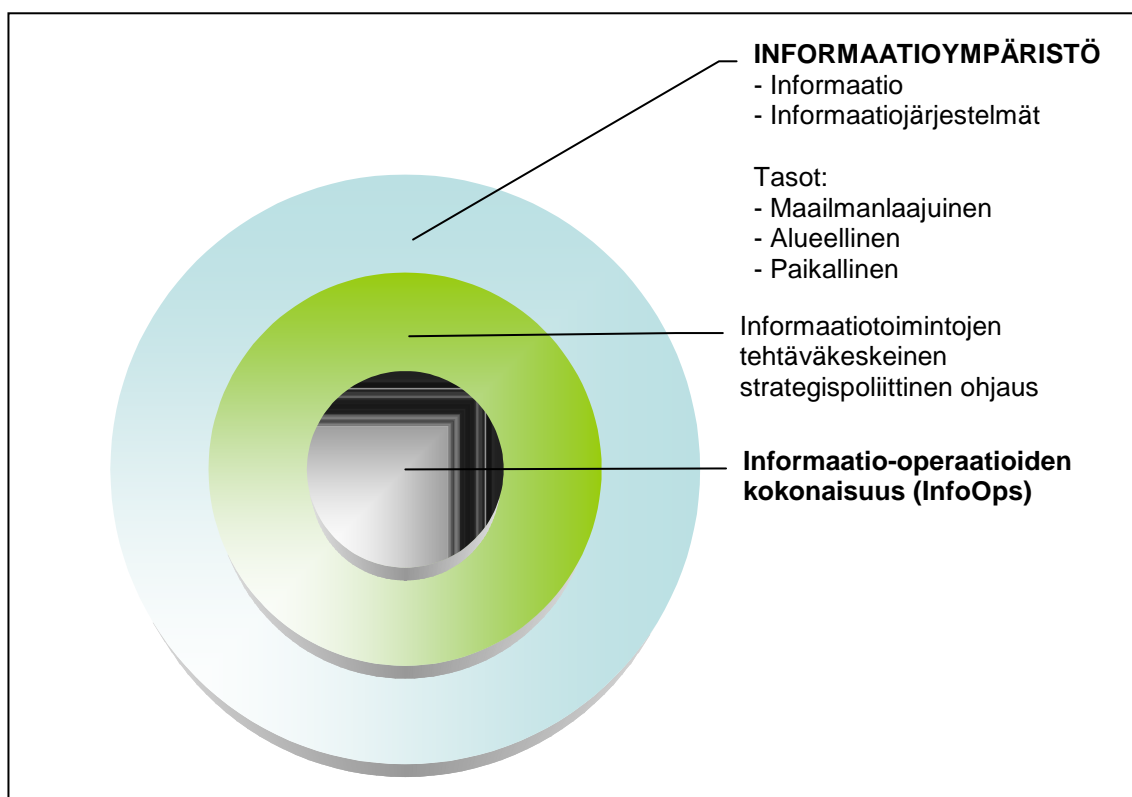 INFORMAATIOYMPÄRISTÖ
- Informaatio
- Informaatiojärjestelmät
Tasot:
- Maailmanlaajuinen
- Alueellinen
- Paikallinen
Informaatiotoimintojen
tehtäväkeskeinen
strategispoliittinen ohjaus
Informaatio-operaatioiden
kokonaisuus (InfoOps)